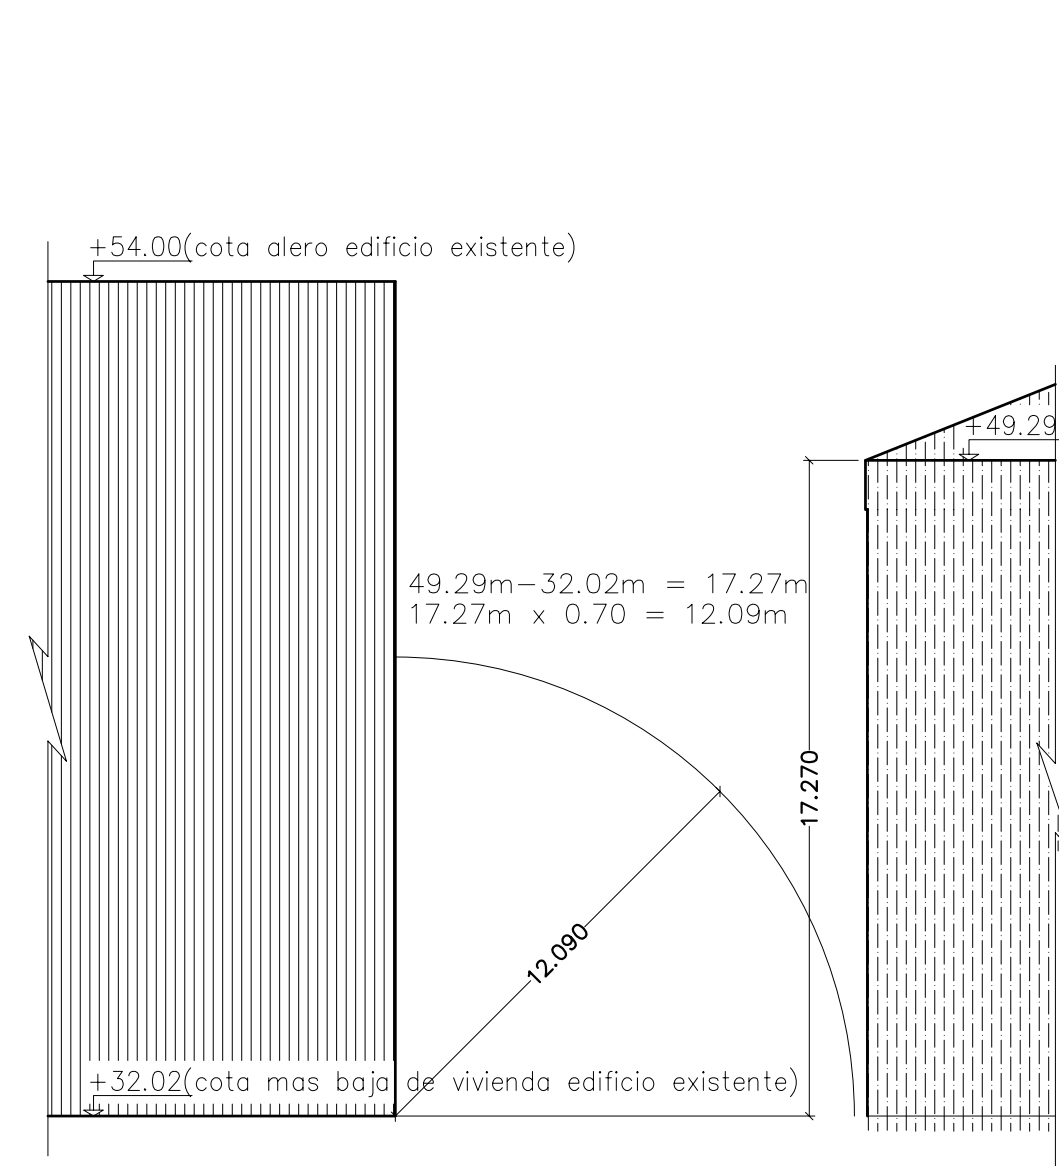 +54.00(cota alero edificio existente)
+49.29
49.29m-32.02m = 17.27m
17.27m x 0.70 = 12.09m
17.270
12.090
+32.02(cota mas baja de vivienda edificio existente)